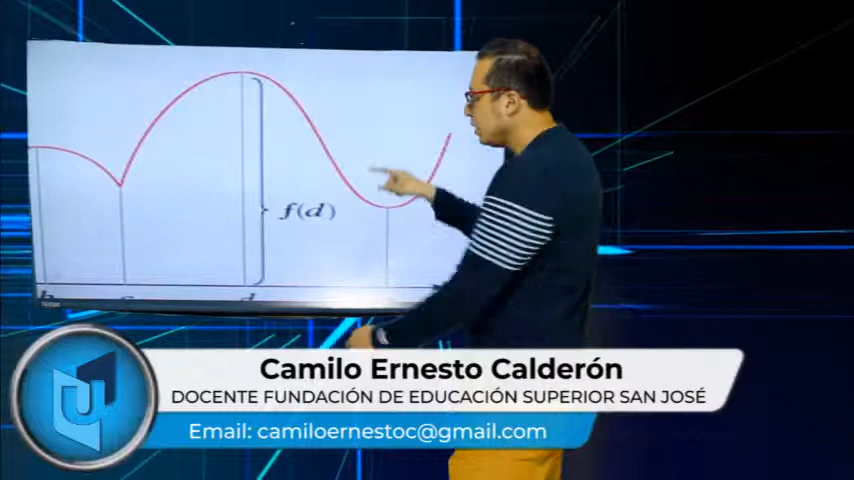 f(d)
d
Camilo Ernesto Calderón
DOCENTE FUNDACIÓN DE EDUCACIÓN SUPERIOR SAN JOSÉ
Email: camiloernestoc@gmail.com